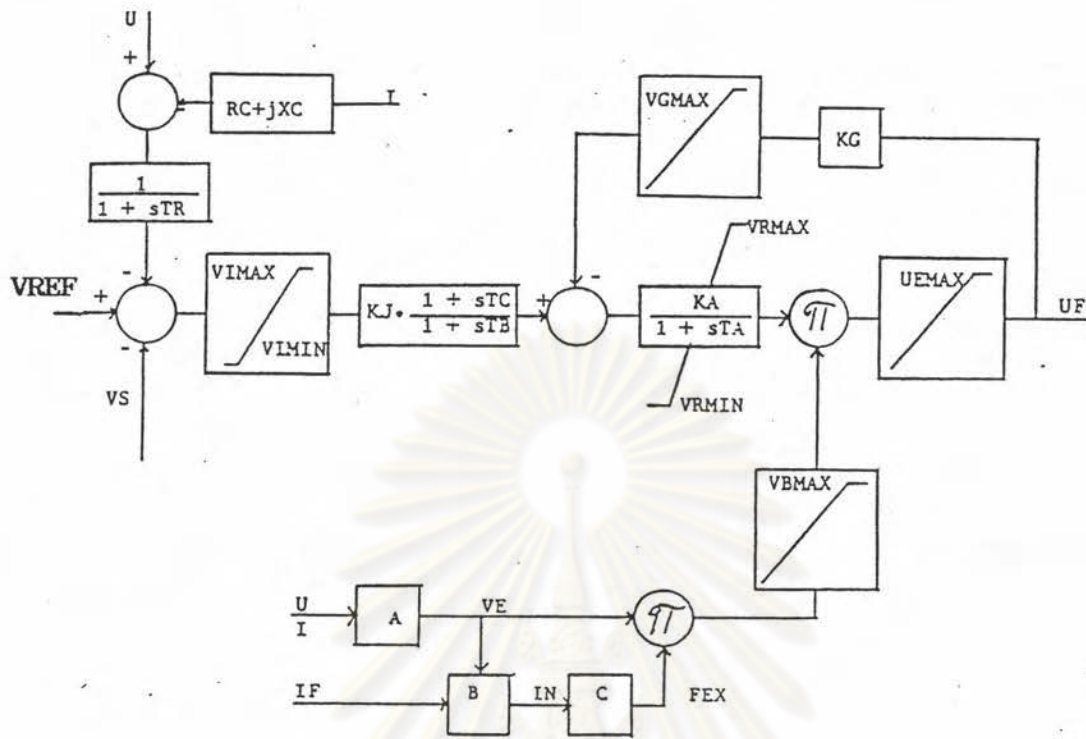 U
+
RC+jXC
I
-
1
1 + sTR
-
VREF
+
-
VS
VIMAX
VIMIN
KJ.
1 + sTC
1 + sTB
+
-
VGMAX
KG
VRMAX
KA
1 + sTA
VRMIN
π
UEMAX
UF
VBMAX
U
I
A
VE
π
IF
B
IN
C
FEX